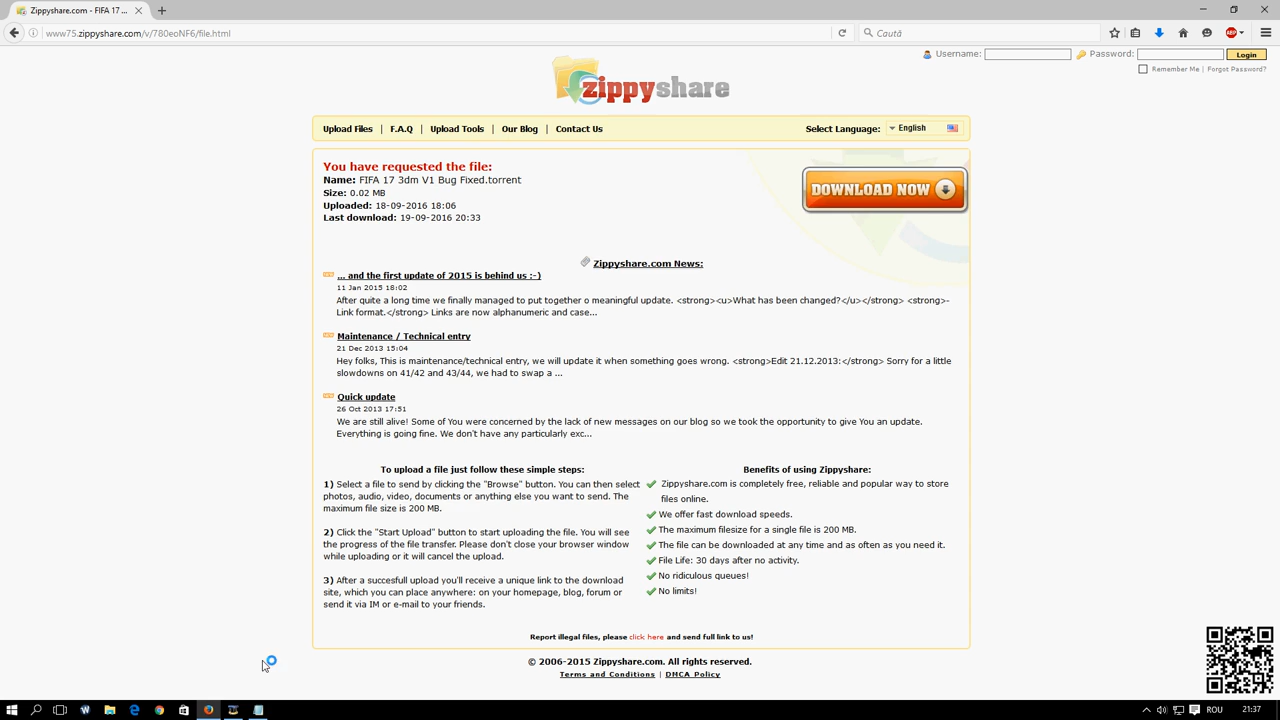 Zippyshare.com - FIFA 17 ...
www75.zippyshare.com/v/780eoNF6/file.html
Caută
ABP
Username:
Password:
Login
Remember Me | Forgot Password?
zippyshare
Upload Files | F.A.Q | Upload Tools | Our Blog | Contact Us
Select Language: English
You have requested the file:
Name: FIFA 17 3dm V1 Bug Fixed.torrent
Size: 0.02 MB
Uploaded: 18-09-2016 18:06
Last download: 19-09-2016 20:33
DOWNLOAD NOW
Zippyshare.com News:
... and the first update of 2015 is behind us :-)
11 Jan 2015 18:02
After quite a long time we finally managed to put together o meaningful update. <strong><u>What has been changed?</u></strong> <strong>-
Link format.</strong> Links are now alphanumeric and case...
Maintenance / Technical entry
21 Dec 2013 15:04
Hey folks, This is maintenance/technical entry, we will update it when something goes wrong. <strong>Edit 21.12.2013:</strong> Sorry for a little
slowdowns on 41/42 and 43/44, we had to swap a ...
Quick update
26 Oct 2013 17:51
We are still alive! Some of You were concerned by the lack of new messages on our blog so we took the opportunity to give You an update.
Everything is going fine. We don't have any particularly exc...
To upload a file just follow these simple steps:
1) Select a file to send by clicking the "Browse" button. You can then select
photos, audio, video, documents or anything else you want to send. The
maximum file size is 200 MB.
2) Click the "Start Upload" button to start uploading the file. You will see
the progress of the file transfer. Please don't close your browser window
while uploading or it will cancel the upload.
3) After a succesfull upload you'll receive a unique link to the download
site, which you can place anywhere: on your homepage, blog, forum or
send it via IM or e-mail to your friends.
Benefits of using Zippyshare:
Zippyshare.com is completely free, reliable and popular way to store
files online.
We offer fast download speeds.
The maximum filesize for a single file is 200 MB.
The file can be downloaded at any time and as often as you need it.
File Life: 30 days after no activity.
No ridiculous queues!
No limits!
Report illegal files, please click here and send full link to us!
© 2006-2015 Zippyshare.com. All rights reserved.
Terms and Conditions | DMCA Policy
ROU
21:37